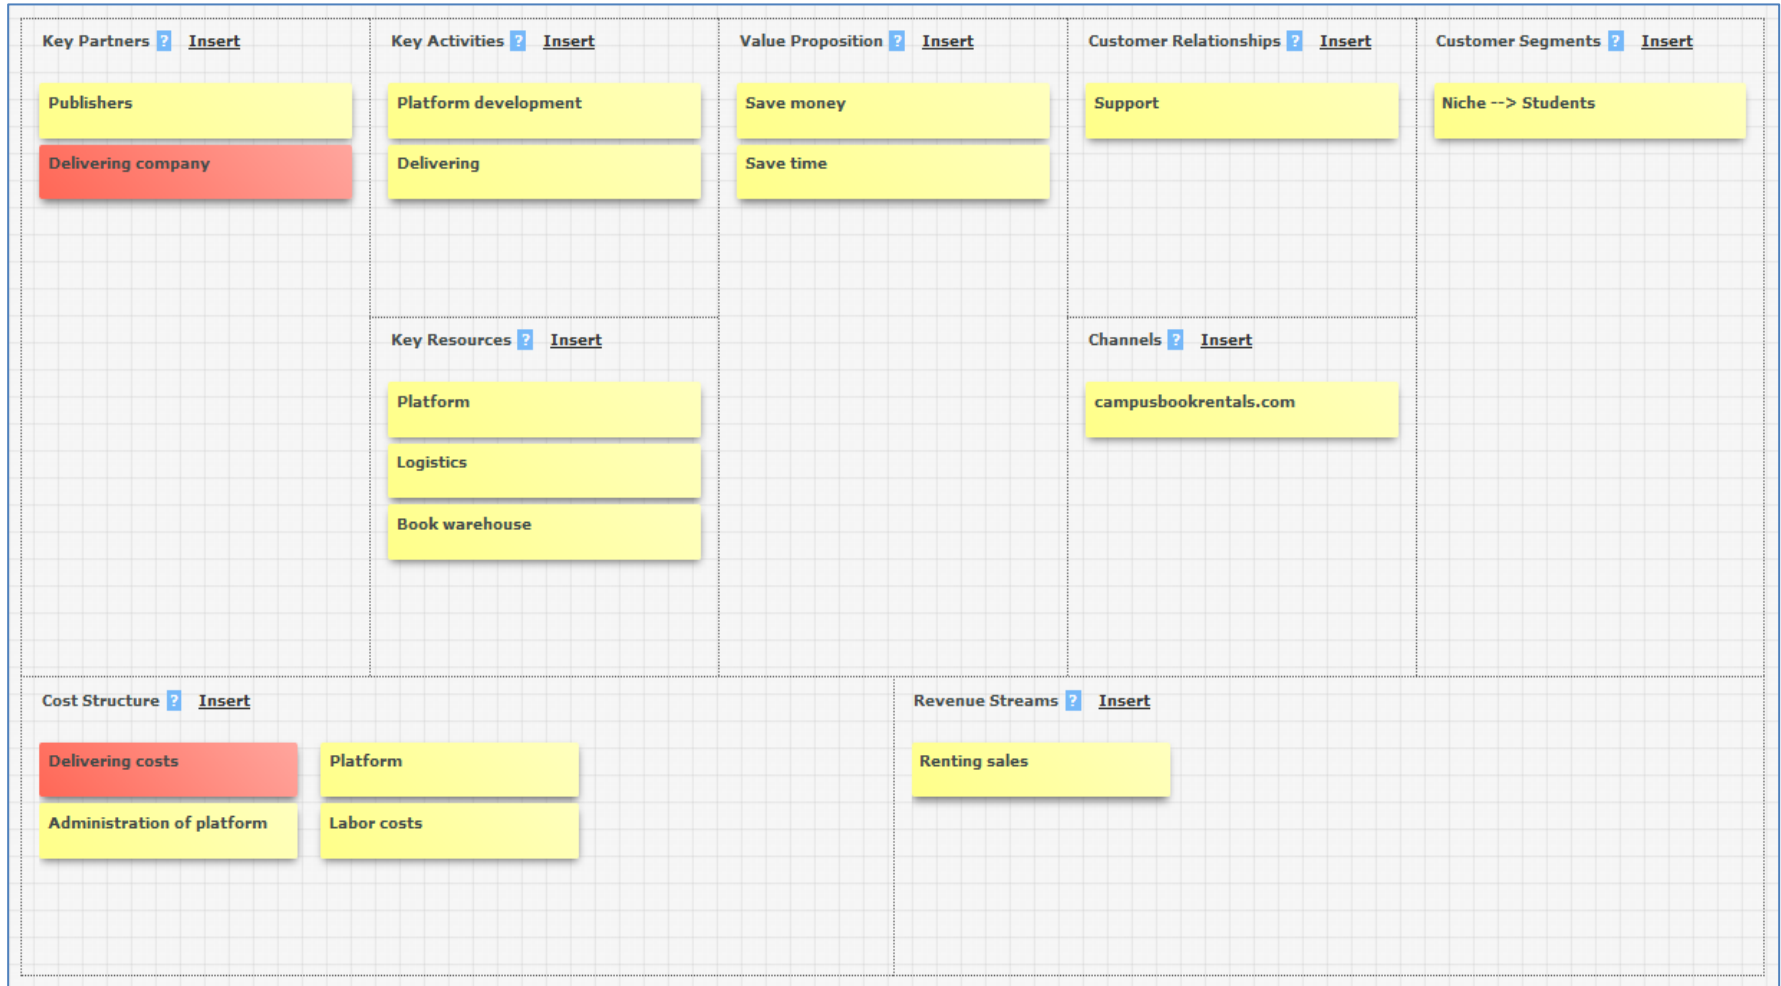 Key Partners ? Insert
Publishers
Delivering company
Key Activities ? Insert
Platform development
Delivering
Key Resources ? Insert
Platform
Logistics
Book warehouse
Value Proposition ? Insert
Save money
Save time
Customer Relationships ? Insert
Support
Channels ? Insert
campusbookrentals.com
Customer Segments ? Insert
Niche --> Students
Cost Structure ? Insert
Delivering costs
Administration of platform
Platform
Labor costs
Revenue Streams ? Insert
Renting sales